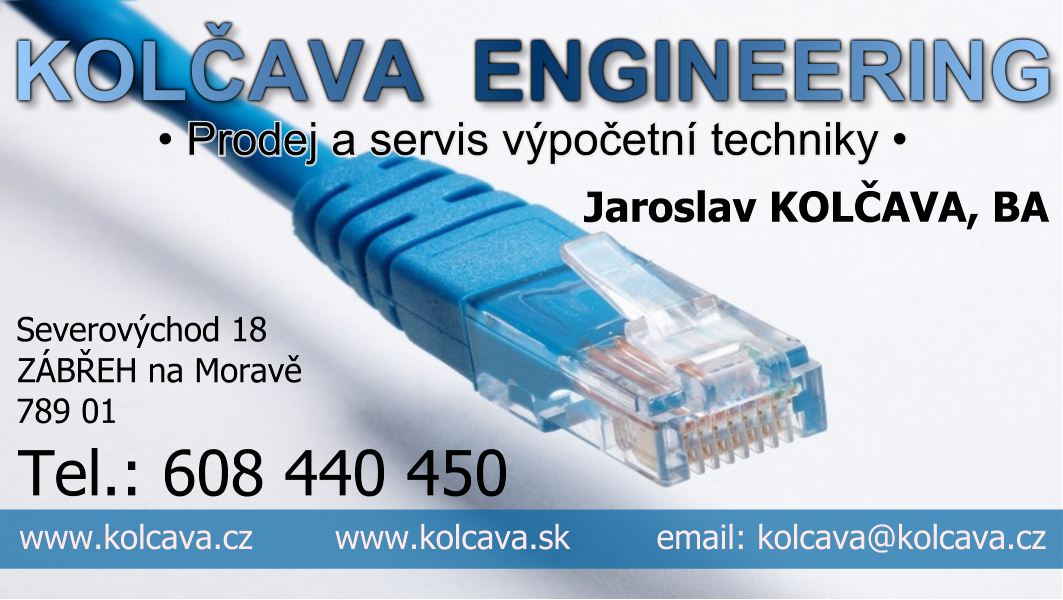 KOLČAVA ENGINEERING
• Prodej a servis výpočetní techniky •
Jaroslav KOLČAVA, BA
Severovýchod 18
ZÁBŘEH na Moravě
789 01
Tel.: 608 440 450
www.kolcava.cz www.kolcava.sk email: kolcava@kolcava.cz